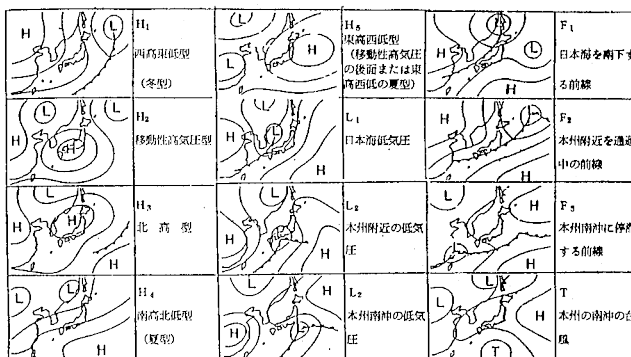 H L
H₁
西高東低型
(冬型)
L L H
H₅
東高西低型
(移動性高気圧
の後面または東
高西低の夏型)
L L H
F₁
日本海を南下す
る前線
L L H H
H₂
移動性高気圧型
L L H
L₁
日本海低気圧
H H
F₂
本州附近を通過
中の前線
L H H
H₃
北高型
H L H
L₂
本州附近の低気
圧
H H
F₃
本州南沖に停滞
する前線
L L H
H₄
南高北低型
(夏型)
L H H
L₂
本州南沖の低気
圧
L H T
T
本州の南沖の台
風